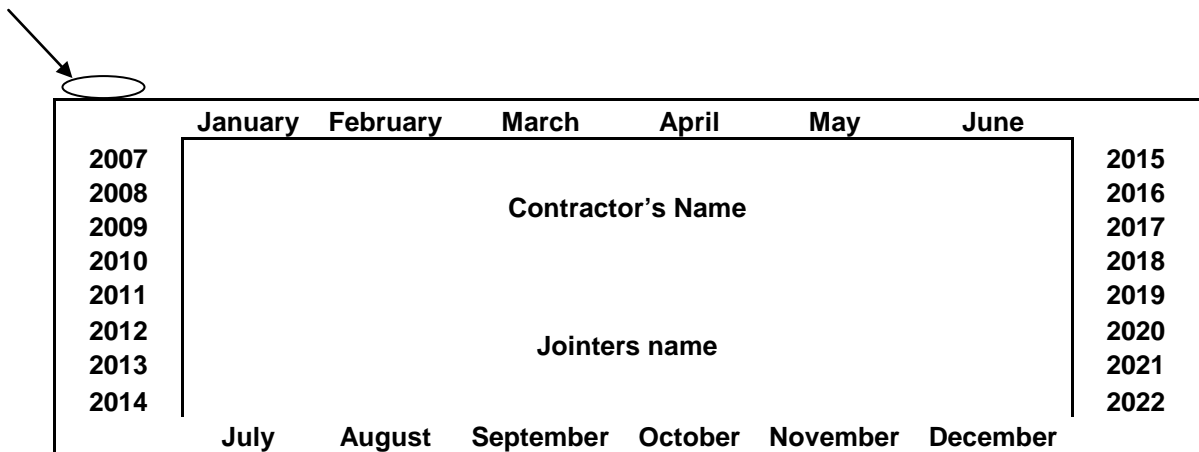 January February March April May June
2007 2015
2008 2016
Contractor’s Name
2009 2017
2010 2018
2011 2019
2012 2020
Jointers name
2013 2021
2014 2022
July August September October November December